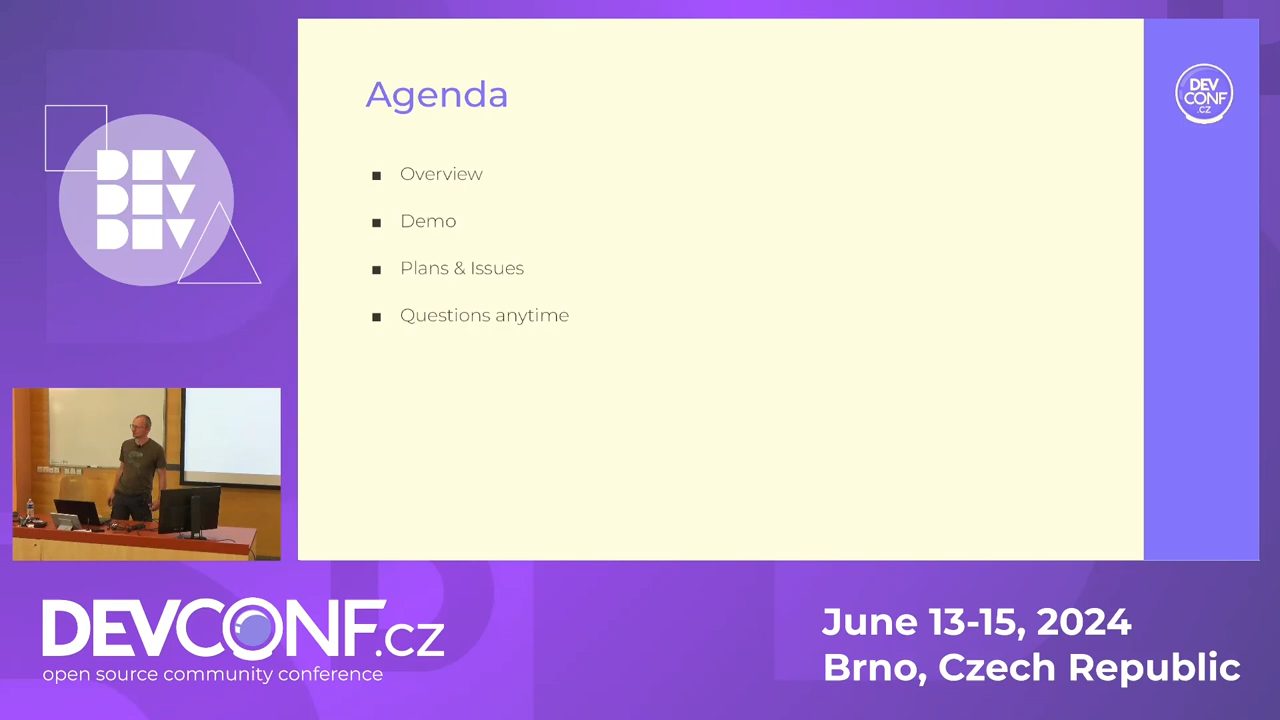 Agenda
■ Overview
■ Demo
■ Plans & Issues
■ Questions anytime
DEV
CONF
.CZ
DEV
DEV
DEV
DEVCONF.cz
open source community conference
June 13-15, 2024
Brno, Czech Republic